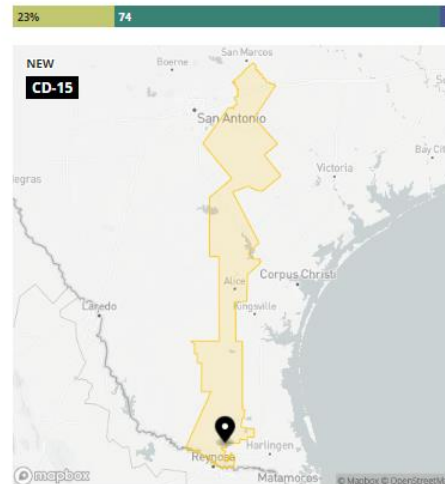 23%
74
NEW
CD-15
San Marcos
Boerne
San Antonio
Victoria
Bay City
egras
Corpus Christi
Alice
Kingsville
Laredo
Harlingen
Reynosa
Matamoros
mapbox
© Mapbox © OpenStreetM